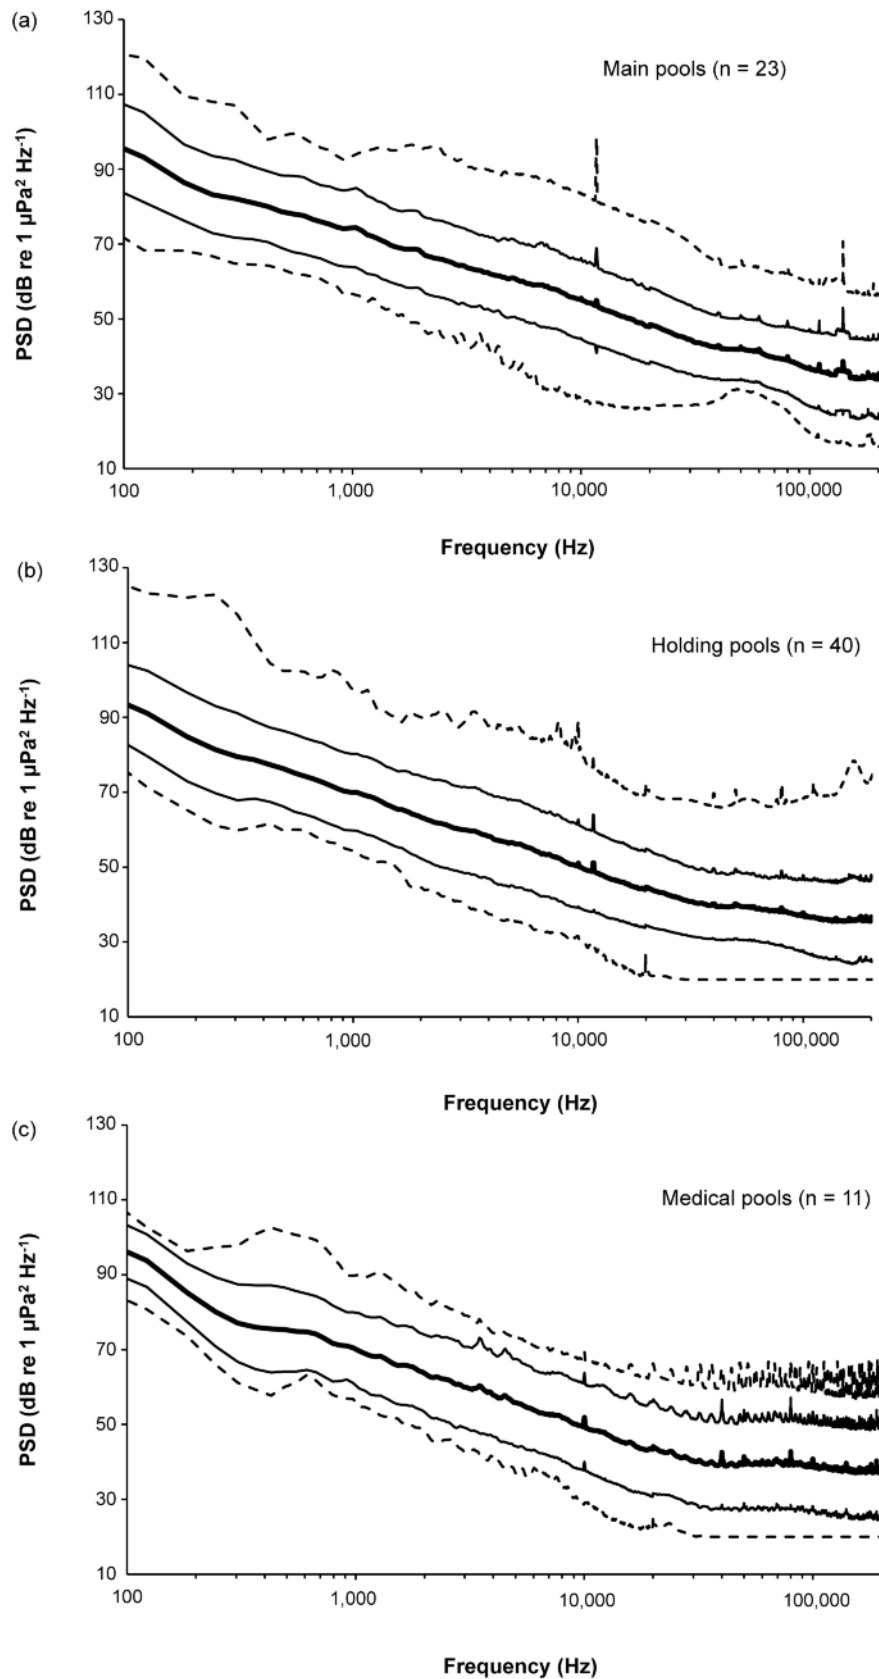 (a)
130
110
90
70
50
30
10
PSD (dB re 1 µPa² Hz⁻¹)
Main pools (n = 23)
100
1,000
10,000
100,000
Frequency (Hz)
(b)
130
110
90
70
50
30
10
PSD (dB re 1 µPa² Hz⁻¹)
Holding pools (n = 40)
100
1,000
10,000
100,000
Frequency (Hz)
(c)
130
110
90
70
50
30
10
PSD (dB re 1 µPa² Hz⁻¹)
Medical pools (n = 11)
100
1,000
10,000
100,000
Frequency (Hz)